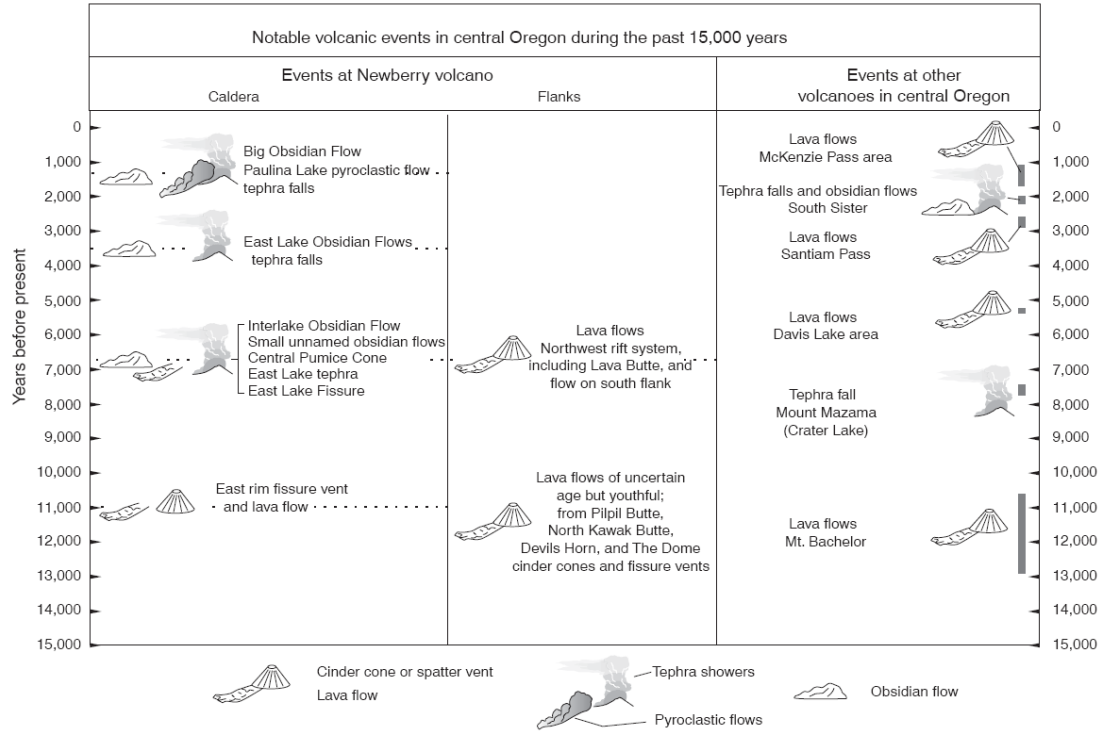 Notable volcanic events in central Oregon during the past 15,000 years
Events at Newberry volcano
Caldera
Flanks
Events at other
volcanoes in central Oregon
Years before present
0
1,000
2,000
3,000
4,000
5,000
6,000
7,000
8,000
9,000
10,000
11,000
12,000
13,000
14,000
15,000
Big Obsidian Flow
Paulina Lake pyroclastic flow
tephra falls
East Lake Obsidian Flows
tephra falls
Interlake Obsidian Flow
Small unnamed obsidian flows
Central Pumice Cone
East Lake tephra
East Lake Fissure
East rim fissure vent
and lava flow
Lava flows
Northwest rift system,
including Lava Butte, and
flow on south flank
Lava flows of uncertain
age but youthful;
from Pilpil Butte,
North Kawak Butte,
Devils Horn, and The Dome
cinder cones and fissure vents
Lava flows
McKenzie Pass area
Tephra falls and obsidian flows
South Sister
Lava flows
Santiam Pass
Lava flows
Davis Lake area
Tephra fall
Mount Mazama
(Crater Lake)
Lava flows
Mt. Bachelor
0
1,000
2,000
3,000
4,000
5,000
6,000
7,000
8,000
9,000
10,000
11,000
12,000
13,000
14,000
15,000
Cinder cone or spatter vent
Lava flow
Tephra showers
Pyroclastic flows
Obsidian flow